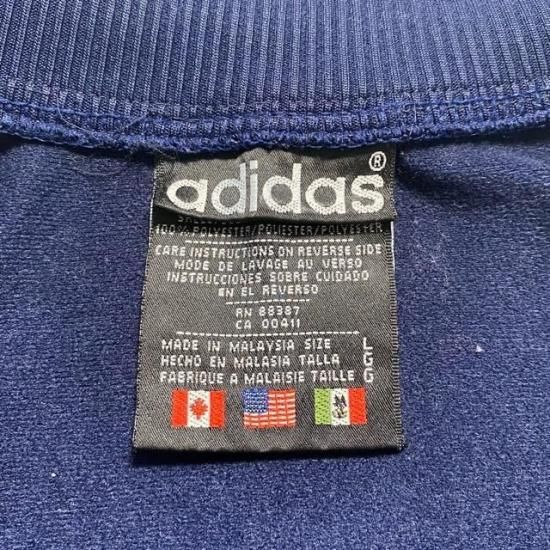 adidas®
SHELL
100% POLYESTER/POLIESTER/POLYESTER
CARE INSTRUCTIONS ON REVERSE SIDE
MODE DE LAVAGE AU VERSO
INSTRUCCIONES SOBRE CUIDADO
EN EL REVERSO
RN 88387
CA 00411
MADE IN MALAYSIA SIZE L
HECHO EN MALASIA TALLA G
FABRIQUE A MALAISIE TAILLE G